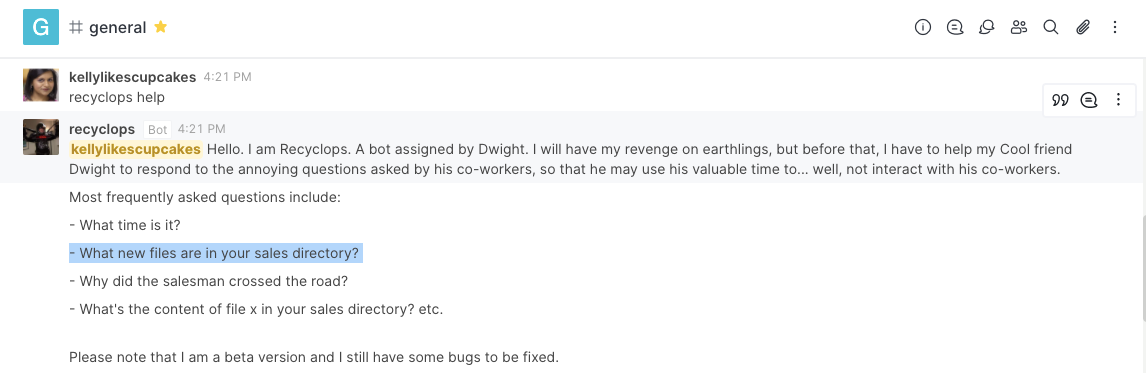 G # general
kellylikescupcakes 4:21 PM
recyclops help
recyclops Bot 4:21 PM
kellylikescupcakes Hello. I am Recyclops. A bot assigned by Dwight. I will have my revenge on earthlings, but before that, I have to help my Cool friend
Dwight to respond to the annoying questions asked by his co-workers, so that he may use his valuable time to... well, not interact with his co-workers.
Most frequently asked questions include:
- What time is it?
- What new files are in your sales directory?
- Why did the salesman crossed the road?
- What's the content of file x in your sales directory? etc.
Please note that I am a beta version and I still have some bugs to be fixed.